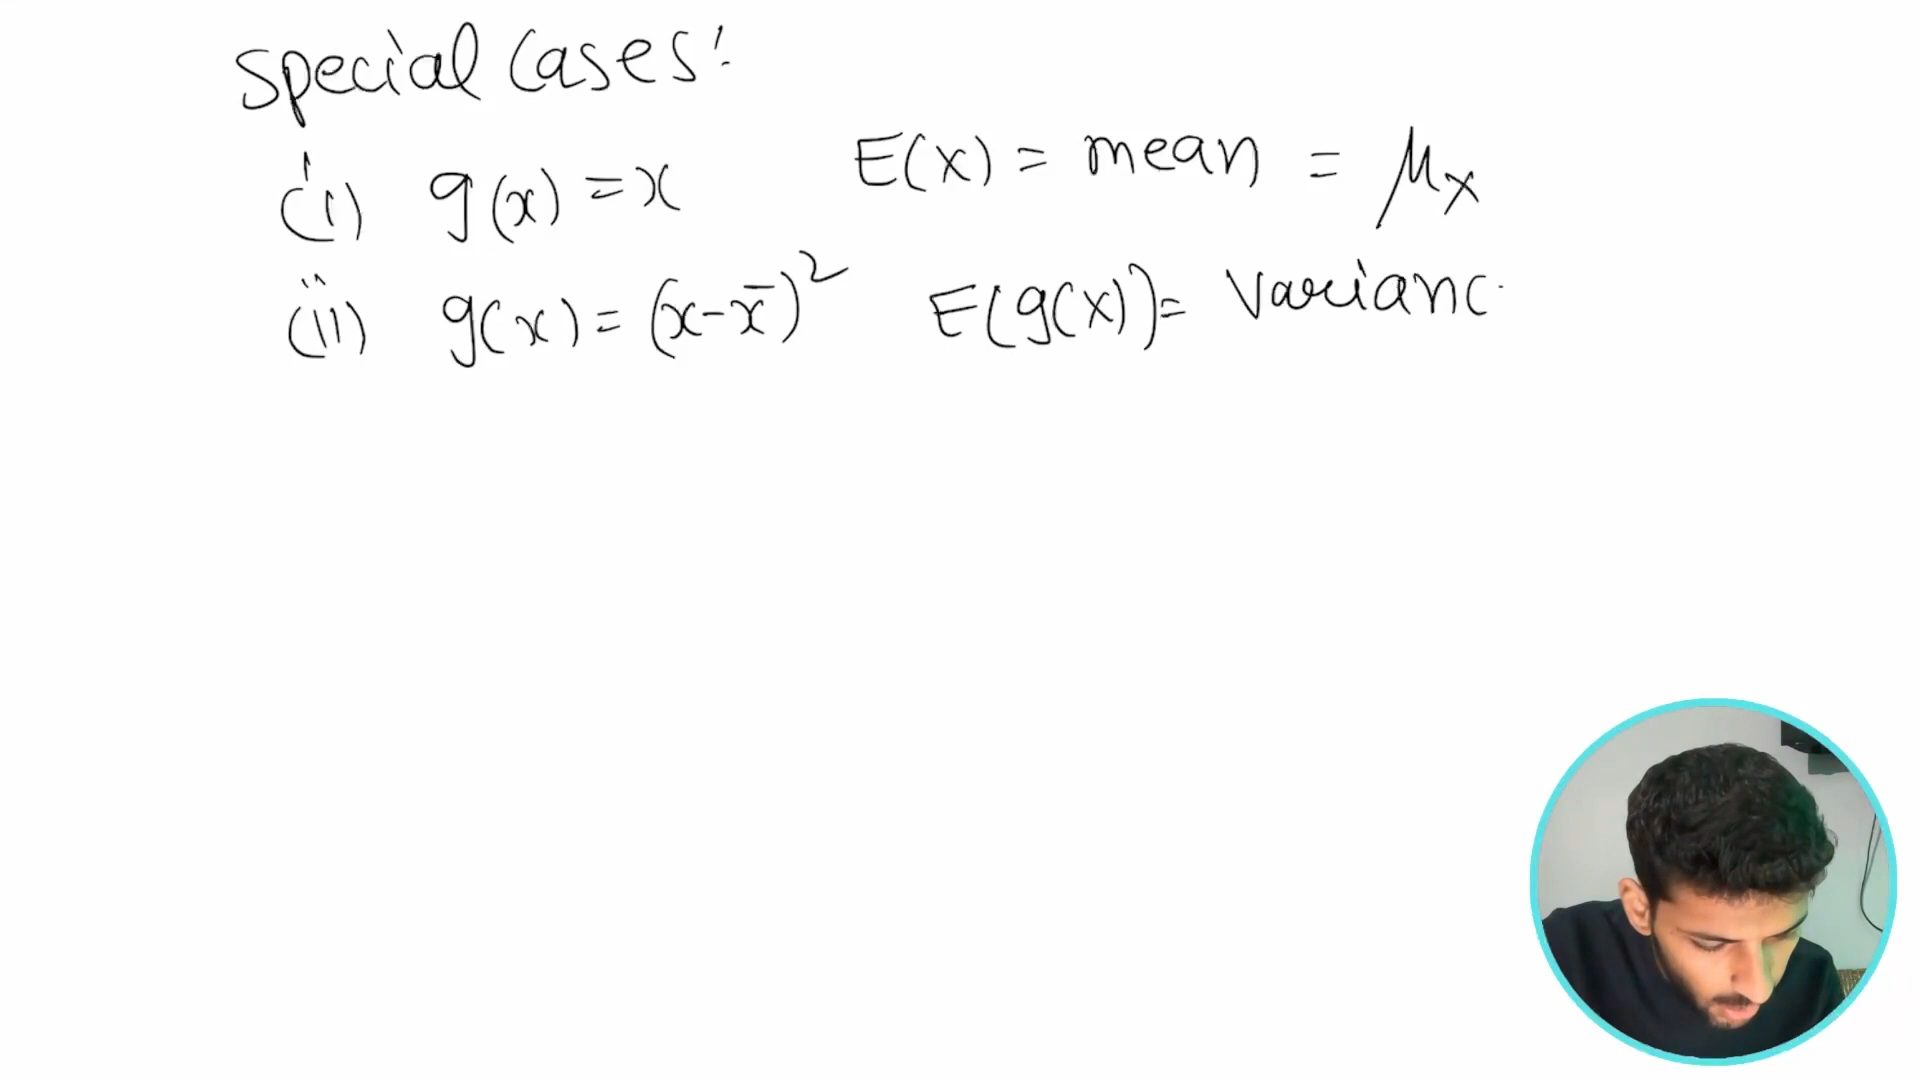 Special Cases:
(i) g(x) = x E(X) = mean = μₓ
(ii) g(x) = (x-x̄)² E(g(X)) = Varianc